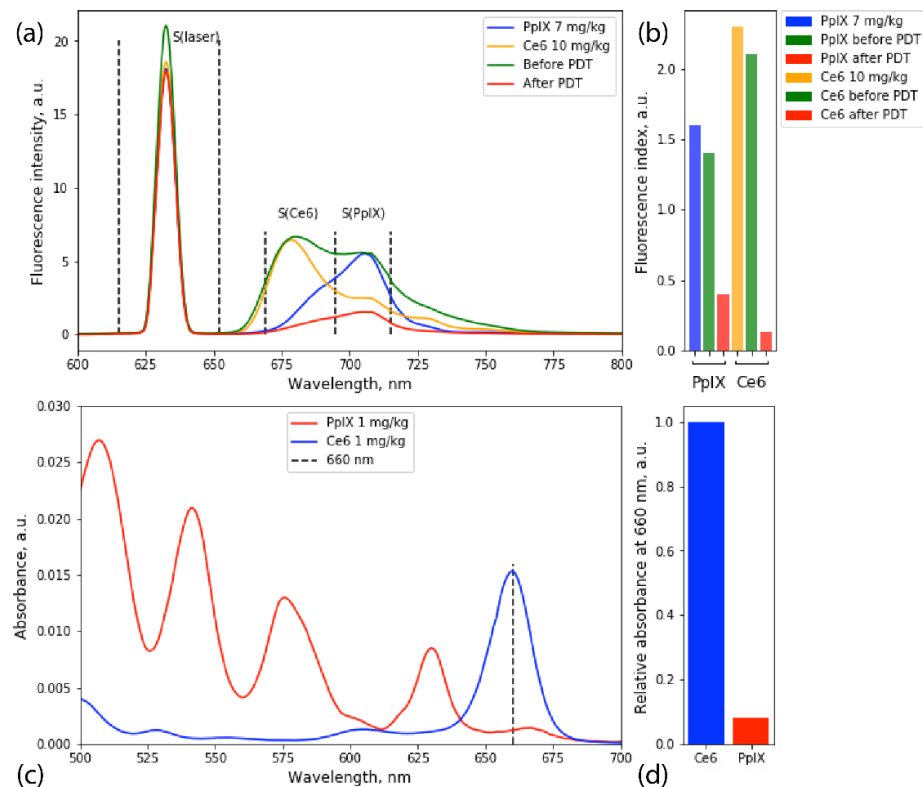 (a)
Fluorescence intensity, a.u.
20
15
10
5
0
S(laser)
S(Ce6)
S(PpIX)
PpIX 7 mg/kg
Ce6 10 mg/kg
Before PDT
After PDT
600 625 650 675 700 725 750 775 800
Wavelength, nm
(b)
Fluorescence index, a.u.
2.0
1.5
1.0
0.5
0.0
PpIX Ce6
PpIX 7 mg/kg
PpIX before PDT
PpIX after PDT
Ce6 10 mg/kg
Ce6 before PDT
Ce6 after PDT
Absorbance, a.u.
0.030
0.025
0.020
0.015
0.010
0.005
0.000
PpIX 1 mg/kg
Ce6 1 mg/kg
660 nm
500 525 550 575 600 625 650 675 700
Wavelength, nm
(c)
Relative absorbance at 660 nm, a.u.
1.0
0.8
0.6
0.4
0.2
0.0
Ce6 PpIX
(d)